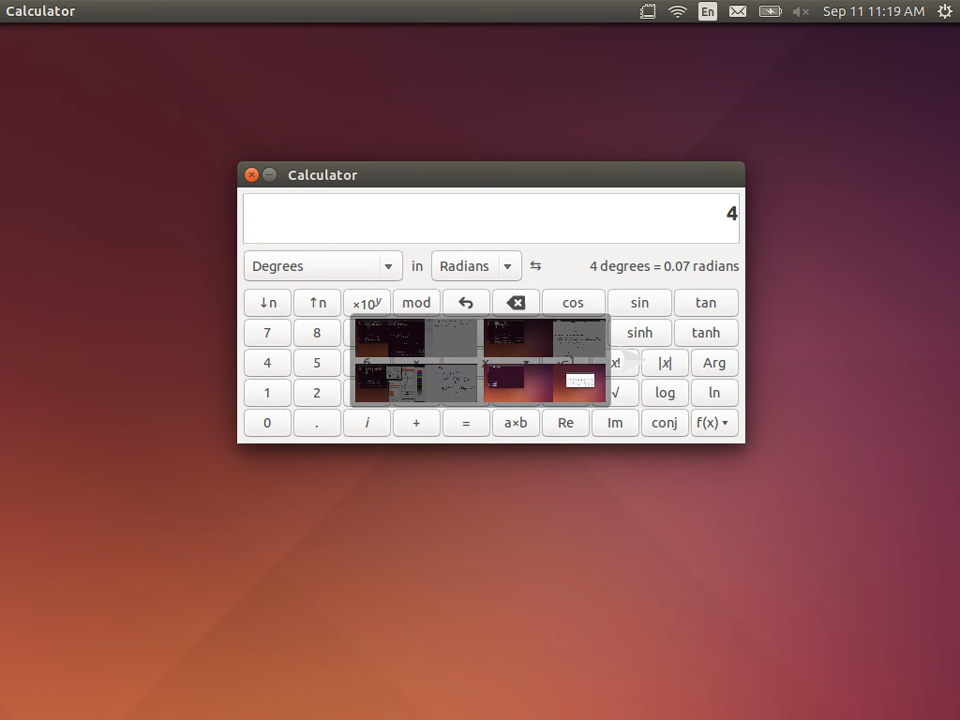 Calculator En Sep 11 11:19 AM
Calculator
4
Degrees in Radians ⇆ 4 degrees = 0.07 radians
↓n ↑n ×10^y mod cos sin tan
7 8 sinh tanh
4 5 x! |x| Arg
1 2 √ log ln
0 . i + = a×b Re Im conj f(x)